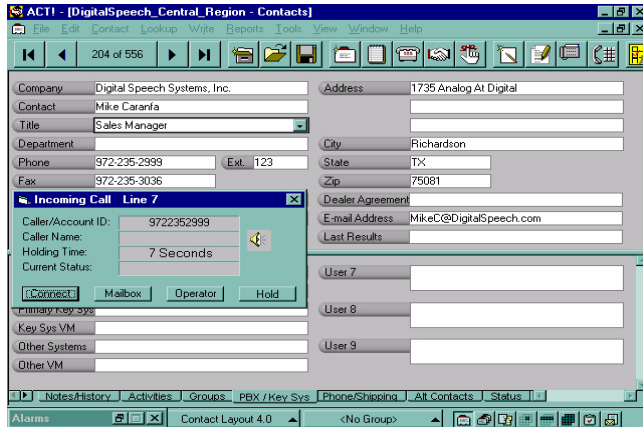 ACT! - [DigitalSpeech_Central_Region - Contacts]
File Edit Contact Lookup Write Reports Tools View Window Help
204 of 556
Company Digital Speech Systems, Inc. Address 1735 Analog At Digital
Contact Mike Caranfa
Title Sales Manager
Department City Richardson
Phone 972-235-2999 Ext. 123 State TX
Fax 972-235-3036 Zip 75081
Dealer Agreement
E-mail Address MikeC@DigitalSpeech.com
Last Results
Incoming Call Line 7
Caller/Account ID: 9722352999
Caller Name:
Holding Time: 7 Seconds
Current Status:
Connect Mailbox Operator Hold
User 7
Primary Key Sys User 8
Key Sys VM
Other Systems User 9
Other VM
Notes/History Activities Groups PBX / Key Sys Phone/Shipping Alt Contacts Status
Alarms Contact Layout 4.0 <No Group>